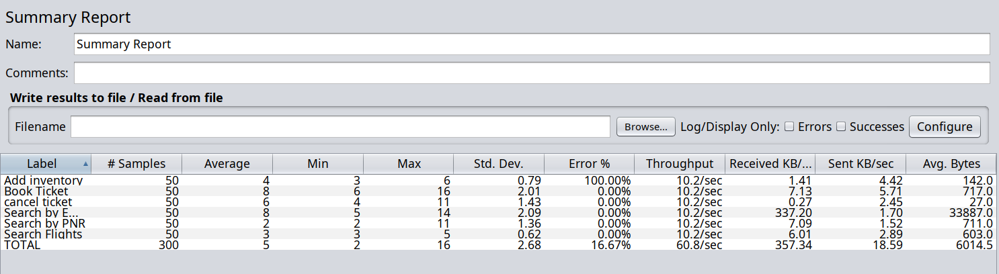 Summary Report
Name: Summary Report
Comments:
Write results to file / Read from file
Filename Browse... Log/Display Only: Errors Successes Configure
Label # Samples Average Min Max Std. Dev. Error % Throughput Received KB/... Sent KB/sec Avg. Bytes
Add inventory 50 4 3 6 0.79 100.00% 10.2/sec 1.41 4.42 142.0
Book Ticket 50 8 6 16 2.01 0.00% 10.2/sec 7.13 5.71 717.0
cancel ticket 50 6 4 11 1.43 0.00% 10.2/sec 0.27 2.45 27.0
Search by E... 50 8 5 14 2.09 0.00% 10.2/sec 337.20 1.70 33887.0
Search by PNR 50 2 2 11 1.36 0.00% 10.2/sec 7.09 1.52 711.0
Search Flights 50 3 3 5 0.62 0.00% 10.2/sec 6.01 2.89 603.0
TOTAL 300 5 2 16 2.68 16.67% 60.8/sec 357.34 18.59 6014.5